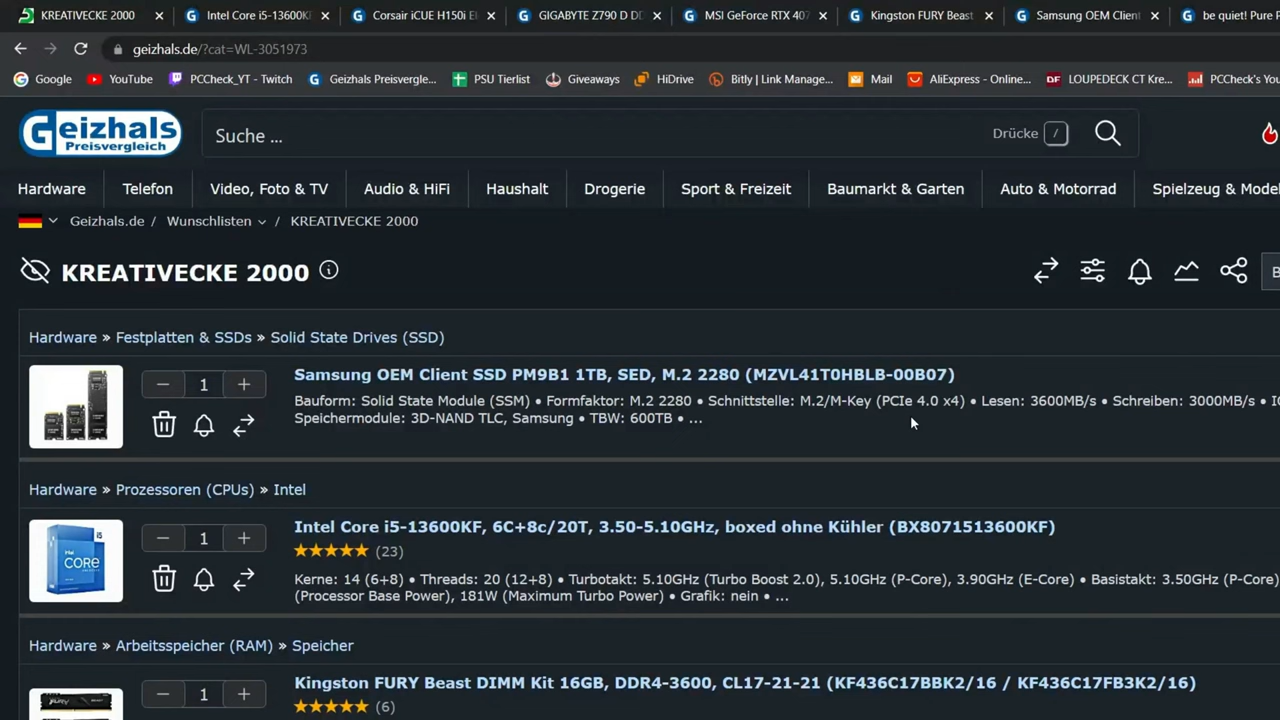 KREATIVECKE 2000
Intel Core i5-13600KF
Corsair iCUE H150i E
GIGABYTE Z790 D DD
MSI GeForce RTX 407
Kingston FURY Beast
Samsung OEM Clien
be quiet! Pure P
geizhals.de/?cat=WL-3051973
Google
YouTube
PCCheck_YT - Twitch
Geizhals Preisvergle...
PSU Tierlist
Giveaways
HiDrive
Bitly | Link Manage...
Mail
AliExpress - Online...
LOUPEDECK CT Kre...
PCCheck's You
Geizhals
Preisvergleich
Suche ...
Drücke /
Hardware
Telefon
Video, Foto & TV
Audio & HiFi
Haushalt
Drogerie
Sport & Freizeit
Baumarkt & Garten
Auto & Motorrad
Spielzeug & Model
Geizhals.de / Wunschlisten / KREATIVECKE 2000
KREATIVECKE 2000
B
Hardware » Festplatten & SSDs » Solid State Drives (SSD)
1
Samsung OEM Client SSD PM9B1 1TB, SED, M.2 2280 (MZVL41T0HBLB-00B07)
Bauform: Solid State Module (SSM) • Formfaktor: M.2 2280 • Schnittstelle: M.2/M-Key (PCIe 4.0 x4) • Lesen: 3600MB/s • Schreiben: 3000MB/s • IO
Speichermodule: 3D-NAND TLC, Samsung • TBW: 600TB • ...
Hardware » Prozessoren (CPUs) » Intel
1
Intel Core i5-13600KF, 6C+8c/20T, 3.50-5.10GHz, boxed ohne Kühler (BX8071513600KF)
(23)
Kerne: 14 (6+8) • Threads: 20 (12+8) • Turbotakt: 5.10GHz (Turbo Boost 2.0), 5.10GHz (P-Core), 3.90GHz (E-Core) • Basistakt: 3.50GHz (P-Core)
(Processor Base Power), 181W (Maximum Turbo Power) • Grafik: nein • ...
Hardware » Arbeitsspeicher (RAM) » Speicher
1
Kingston FURY Beast DIMM Kit 16GB, DDR4-3600, CL17-21-21 (KF436C17BBK2/16 / KF436C17FB3K2/16)
(6)